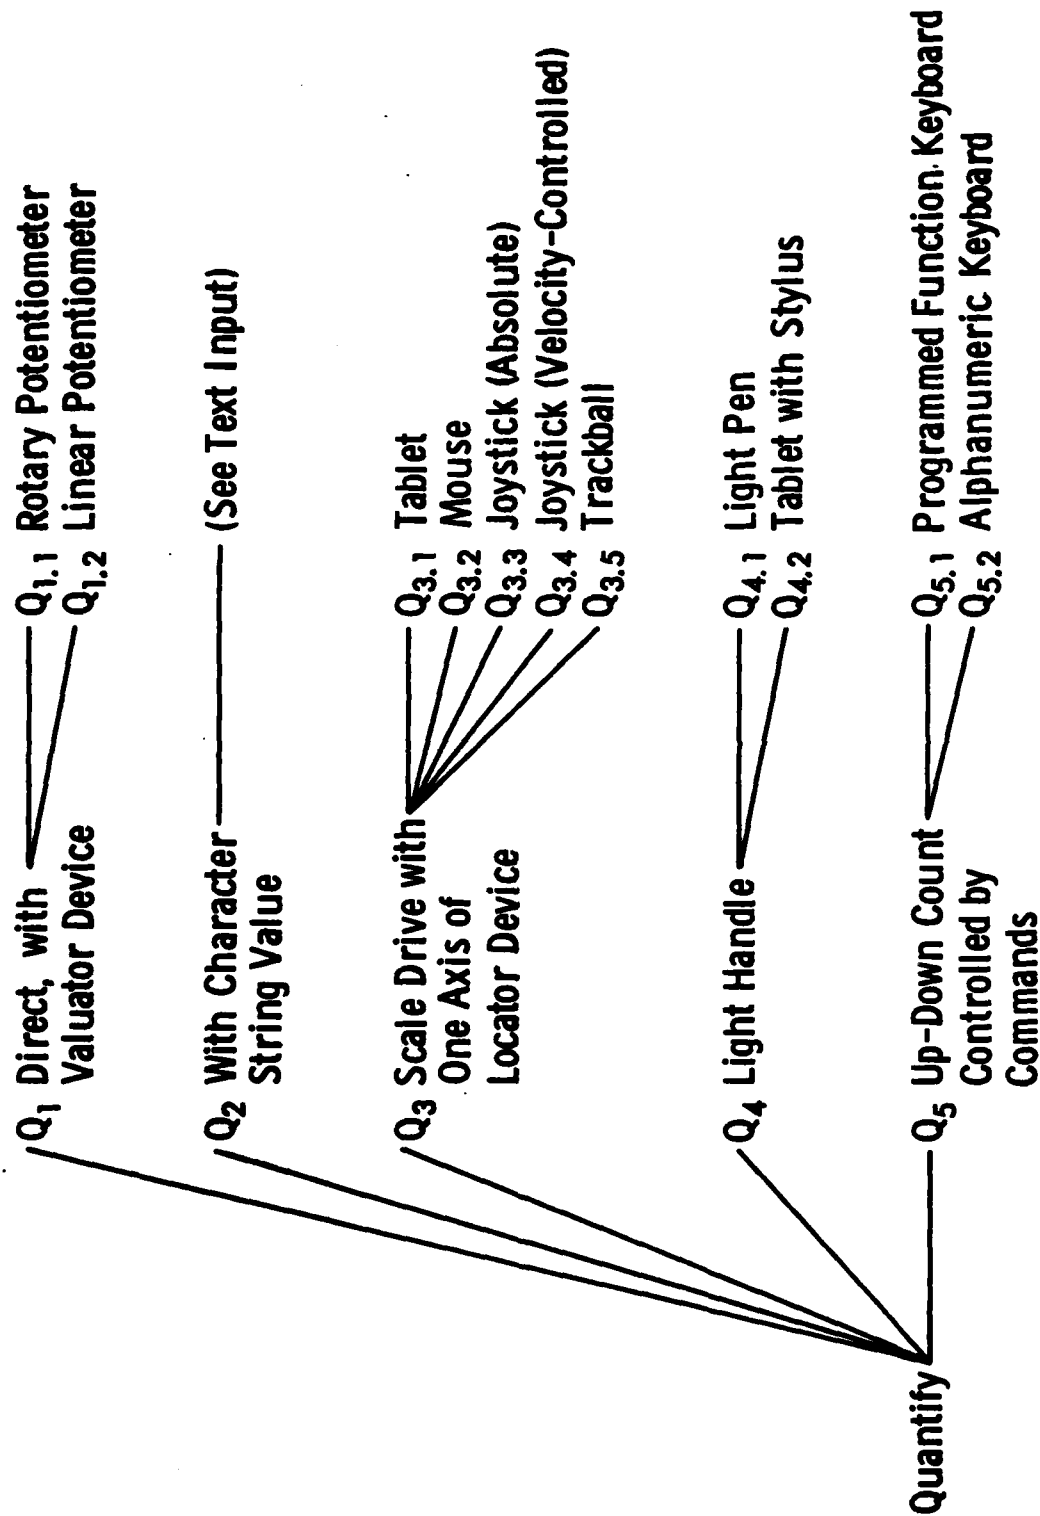 Q1 Direct, with
Valuator Device
Q1.1 Rotary Potentiometer
Q1.2 Linear Potentiometer
Q2 With Character
String Value
(See Text Input)
Q3 Scale Drive with
One Axis of
Locator Device
Q3.1 Tablet
Q3.2 Mouse
Q3.3 Joystick (Absolute)
Q3.4 Joystick (Velocity-Controlled)
Q3.5 Trackball
Q4 Light Handle
Q4.1 Light Pen
Q4.2 Tablet with Stylus
Quantify
Q5 Up-Down Count
Controlled by
Commands
Q5.1 Programmed Function Keyboard
Q5.2 Alphanumeric Keyboard